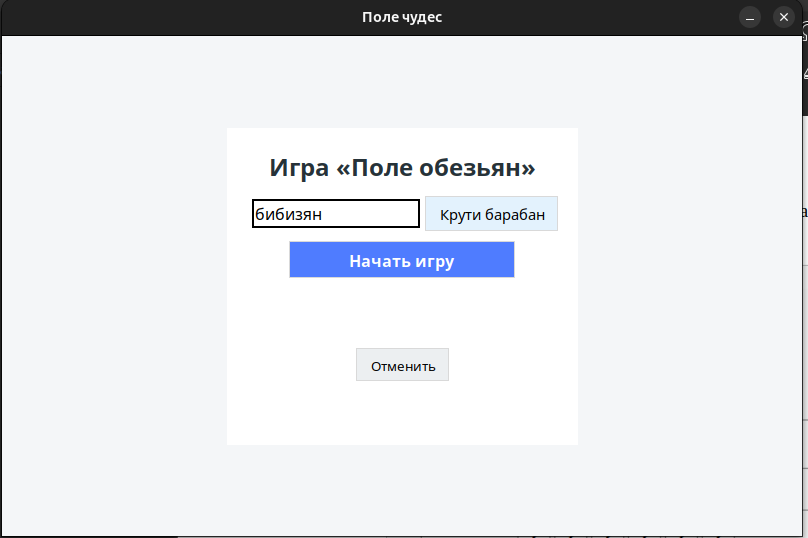 Поле чудес
Игра «Поле обезьян»
бибизян Крути барабан
Начать игру
Отменить